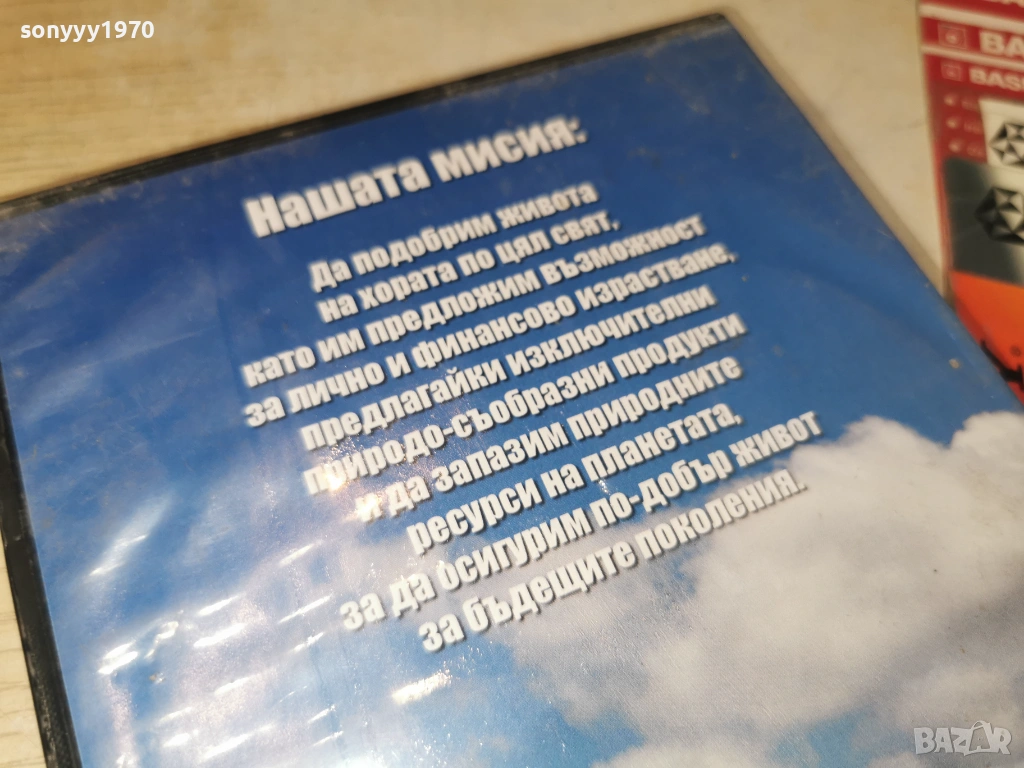 sonyyy1970
BA
BAS
Нашата мисия:
Да подобрим живота
на хората по цял свят,
като им предложим възможност
за лично и финансово израстване,
предлагайки изключителни
природо-съобразни продукти
и да запазим природните
ресурси на планетата,
за да осигурим по-добър живот
за бъдещите поколения.
BAZAR